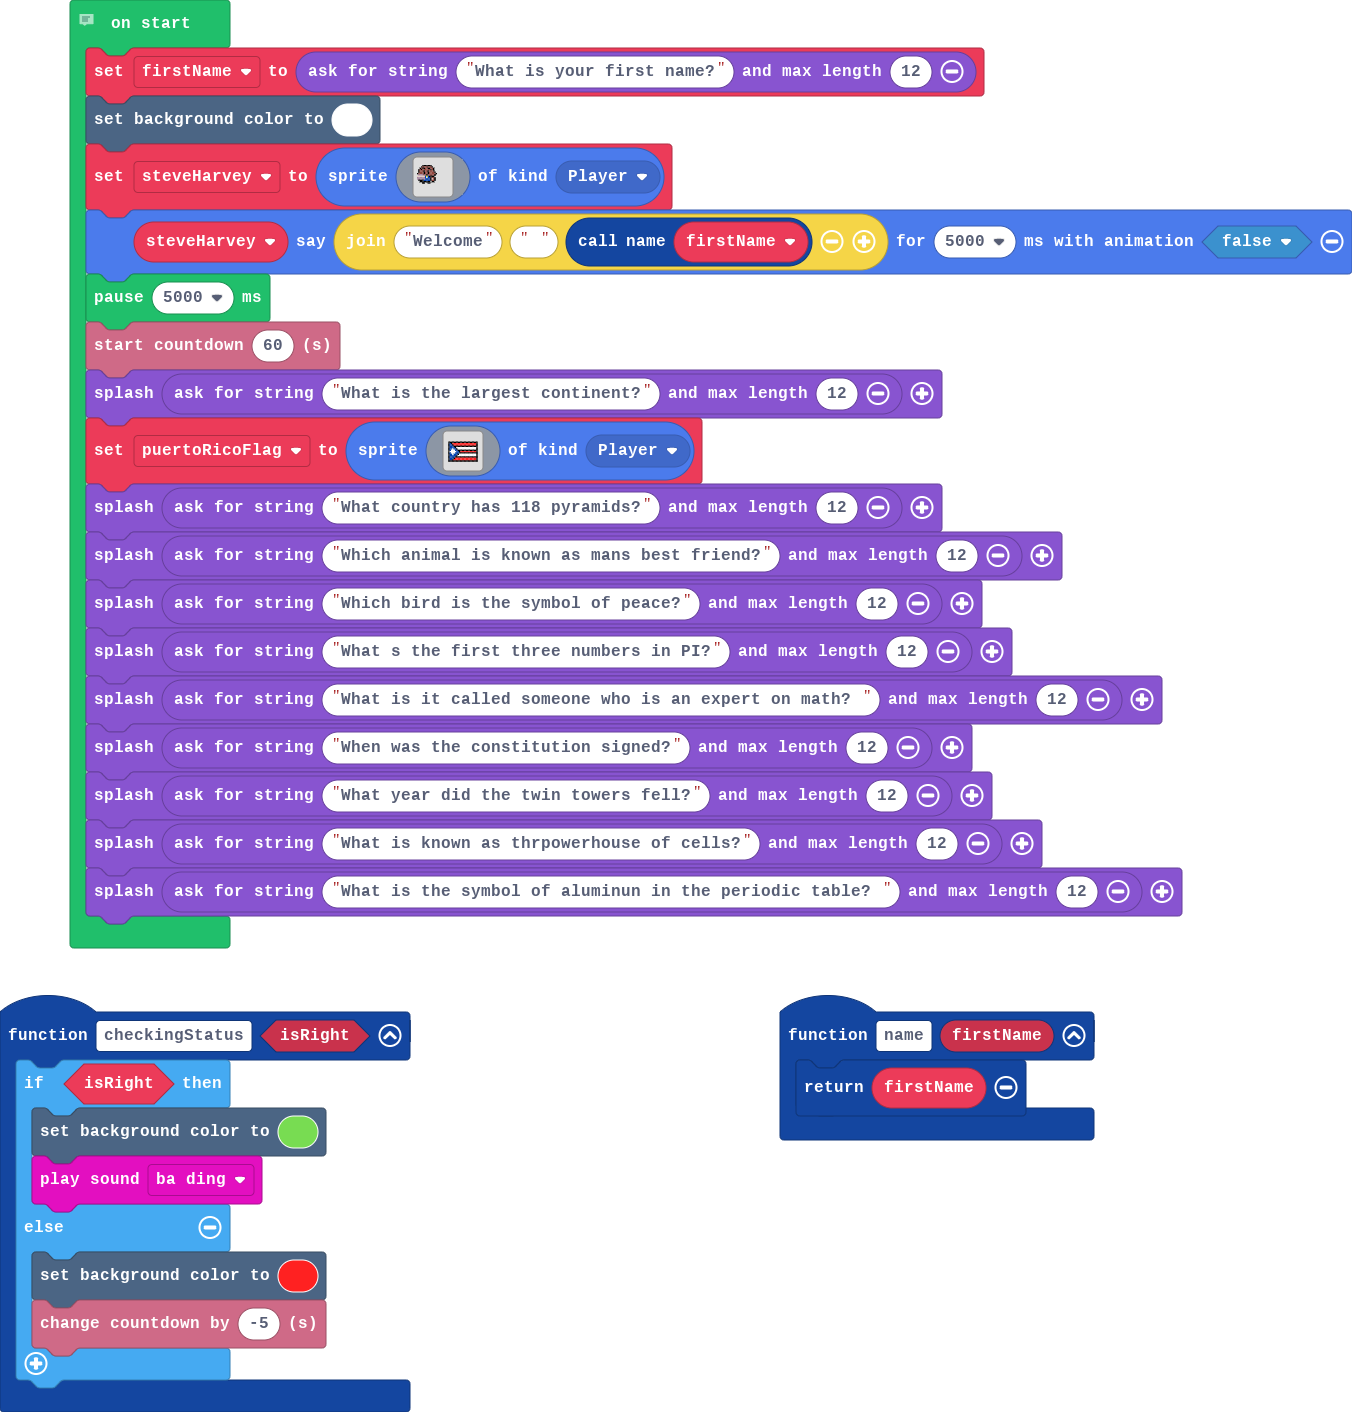 on start
set firstName to ask for string "What is your first name?" and max length 12
set background color to
set steveHarvey to sprite of kind Player
steveHarvey say join "Welcome" " " call name firstName for 5000 ms with animation false
pause 5000 ms
start countdown 60 (s)
splash ask for string "What is the largest continent?" and max length 12
set puertoRicoFlag to sprite of kind Player
splash ask for string "What country has 118 pyramids?" and max length 12
splash ask for string "Which animal is known as mans best friend?" and max length 12
splash ask for string "Which bird is the symbol of peace?" and max length 12
splash ask for string "What s the first three numbers in PI?" and max length 12
splash ask for string "What is it called someone who is an expert on math? " and max length 12
splash ask for string "When was the constitution signed?" and max length 12
splash ask for string "What year did the twin towers fell?" and max length 12
splash ask for string "What is known as thrpowerhouse of cells?" and max length 12
splash ask for string "What is the symbol of aluminun in the periodic table? " and max length 12
function checkingStatus isRight
if isRight then
set background color to
play sound ba ding
else
set background color to
change countdown by -5 (s)
function name firstName
return firstName